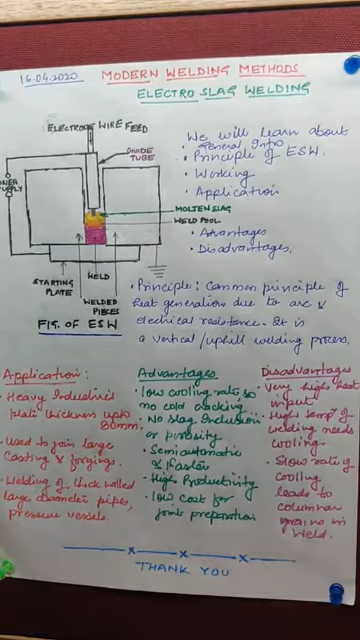 16.04.2020
MODERN WELDING METHODS
ELECTRO SLAG WELDING
ELECTRODE WIRE FEED
GUIDE
TUBE
POWER
SUPPLY
MOLTEN SLAG
WELD POOL
STARTING
PLATE
WELD
WELDED
PIECES
FIG. OF ESW
We will learn about
General Info
Principle of ESW.
Working
Application
Advantages
Disadvantages.
Principle: Common principle of
heat generation due to arc &
electrical resistance. It is
a vertical / uphill welding process.
Application:
Heavy Industries
plate thickness upto
80mm.
Used to join large
casting & forgings.
Welding of thick walled
large diameter pipes,
pressure vessels.
Advantages
low cooling rate so
no cold cracking
No slag Inclusion
or porosity
Semiautomatic
& faster
High Productivity
low cost for
joint preparation
Disadvantages
Very high heat
input
High temp of
welding needs
cooling.
Slow rate of
cooling
leads to
columnar
grains in
weld.
THANK YOU